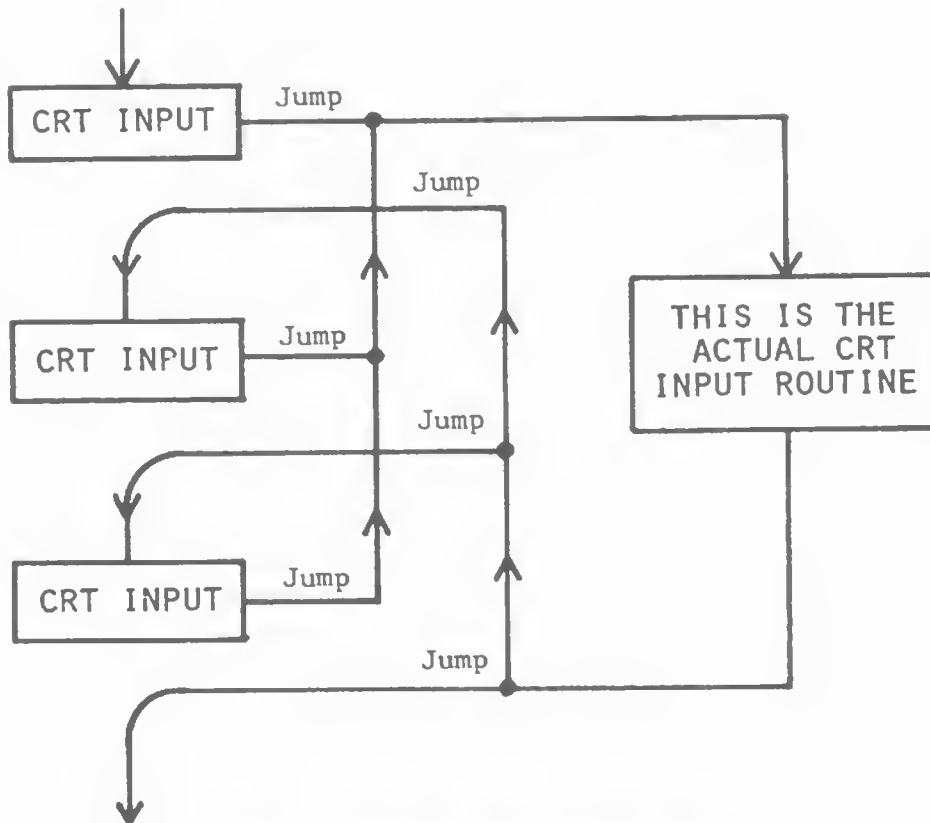 CRT INPUT
Jump
Jump
CRT INPUT
Jump
THIS IS THE
ACTUAL CRT
INPUT ROUTINE
Jump
CRT INPUT
Jump
Jump